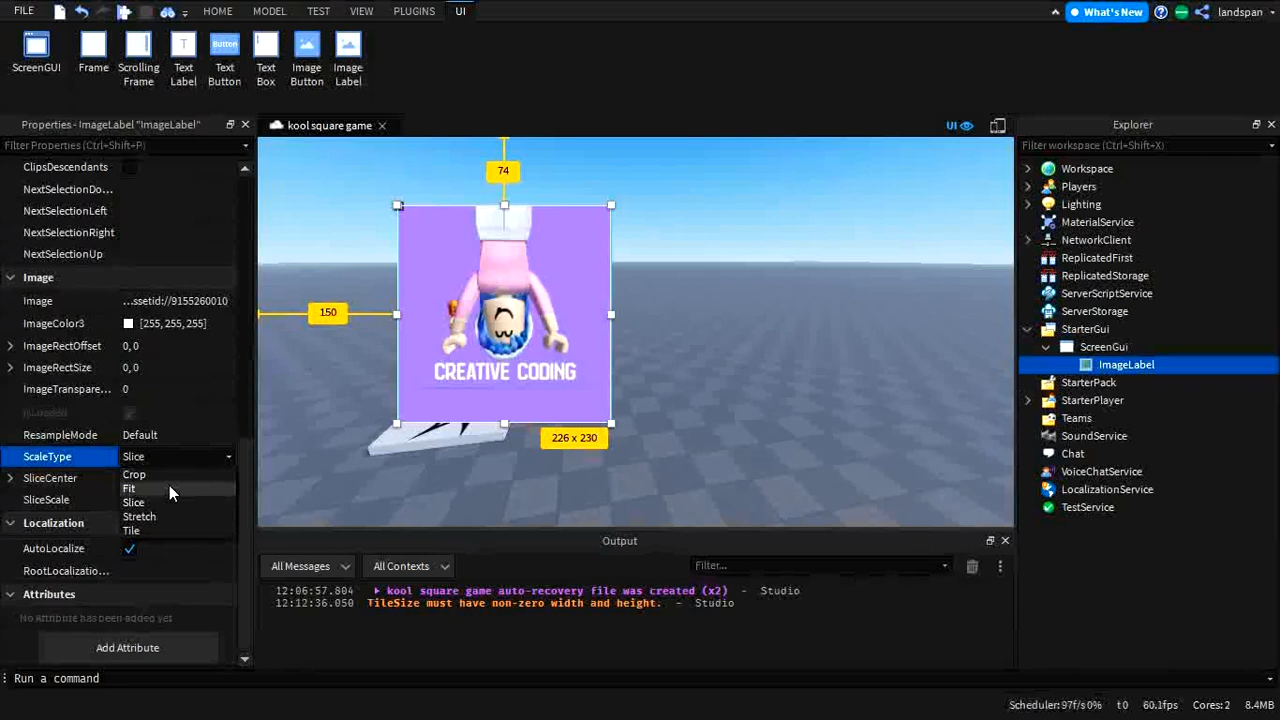 FILE HOME MODEL TEST VIEW PLUGINS UI What's New landspan
ScreenGUI Frame Scrolling Frame Text Label Button Text Button Text Box Image Button Image Label
Properties - ImageLabel "ImageLabel"
Filter Properties (Ctrl+Shift+P)
ClipsDescendants
NextSelectionDo...
NextSelectionLeft
NextSelectionRight
NextSelectionUp
Image
Image ...ssetid://9155260010
ImageColor3 [255,255,255]
ImageRectOffset 0, 0
ImageRectSize 0, 0
ImageTranspare... 0
IsLoaded
ResampleMode Default
ScaleType Slice
Crop
SliceCenter
Fit
SliceScale
Slice
Stretch
Localization
Tile
AutoLocalize
RootLocalizatio...
Attributes
No Attribute has been added yet
Add Attribute
kool square game UI
74
150
CREATIVE CODING
226 x 230
Output
All Messages All Contexts Filter...
12:06:57.804 kool square game auto-recovery file was created (x2) - Studio
12:12:36.050 TileSize must have non-zero width and height. - Studio
Explorer
Filter workspace (Ctrl+Shift+X)
Workspace
Players
Lighting
MaterialService
NetworkClient
ReplicatedFirst
ReplicatedStorage
ServerScriptService
ServerStorage
StarterGui
ScreenGui
ImageLabel
StarterPack
StarterPlayer
Teams
SoundService
Chat
VoiceChatService
LocalizationService
TestService
Run a command
Scheduler:97f/s0% t0 60.1fps Cores:2 8.4MB